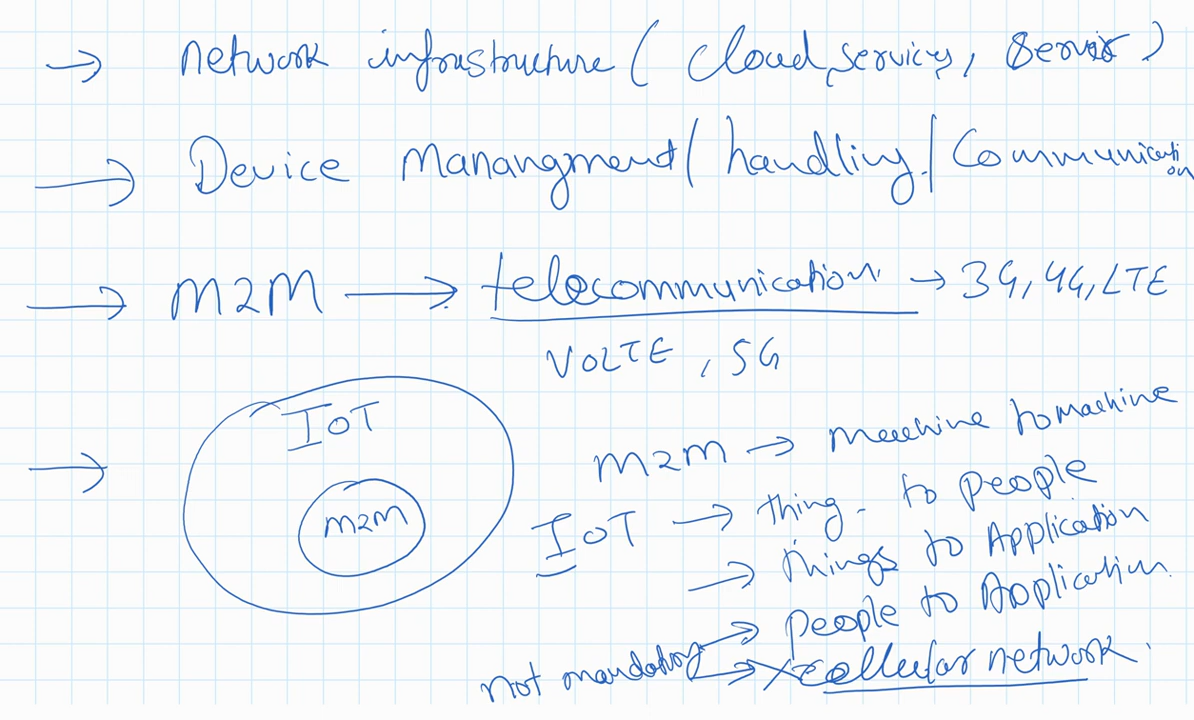 → Network infrastructure ( Cloud services, Server )
→ Device Manangment / handling / Communication
→ M2M → telecommunication → 3G, 4G, LTE
VOLTE, 5G
→ IoT
M2M
M2M → Machine to machine
IoT → thing - to people
→ things to Application
→ people to Application
not mandatory → cellular network.